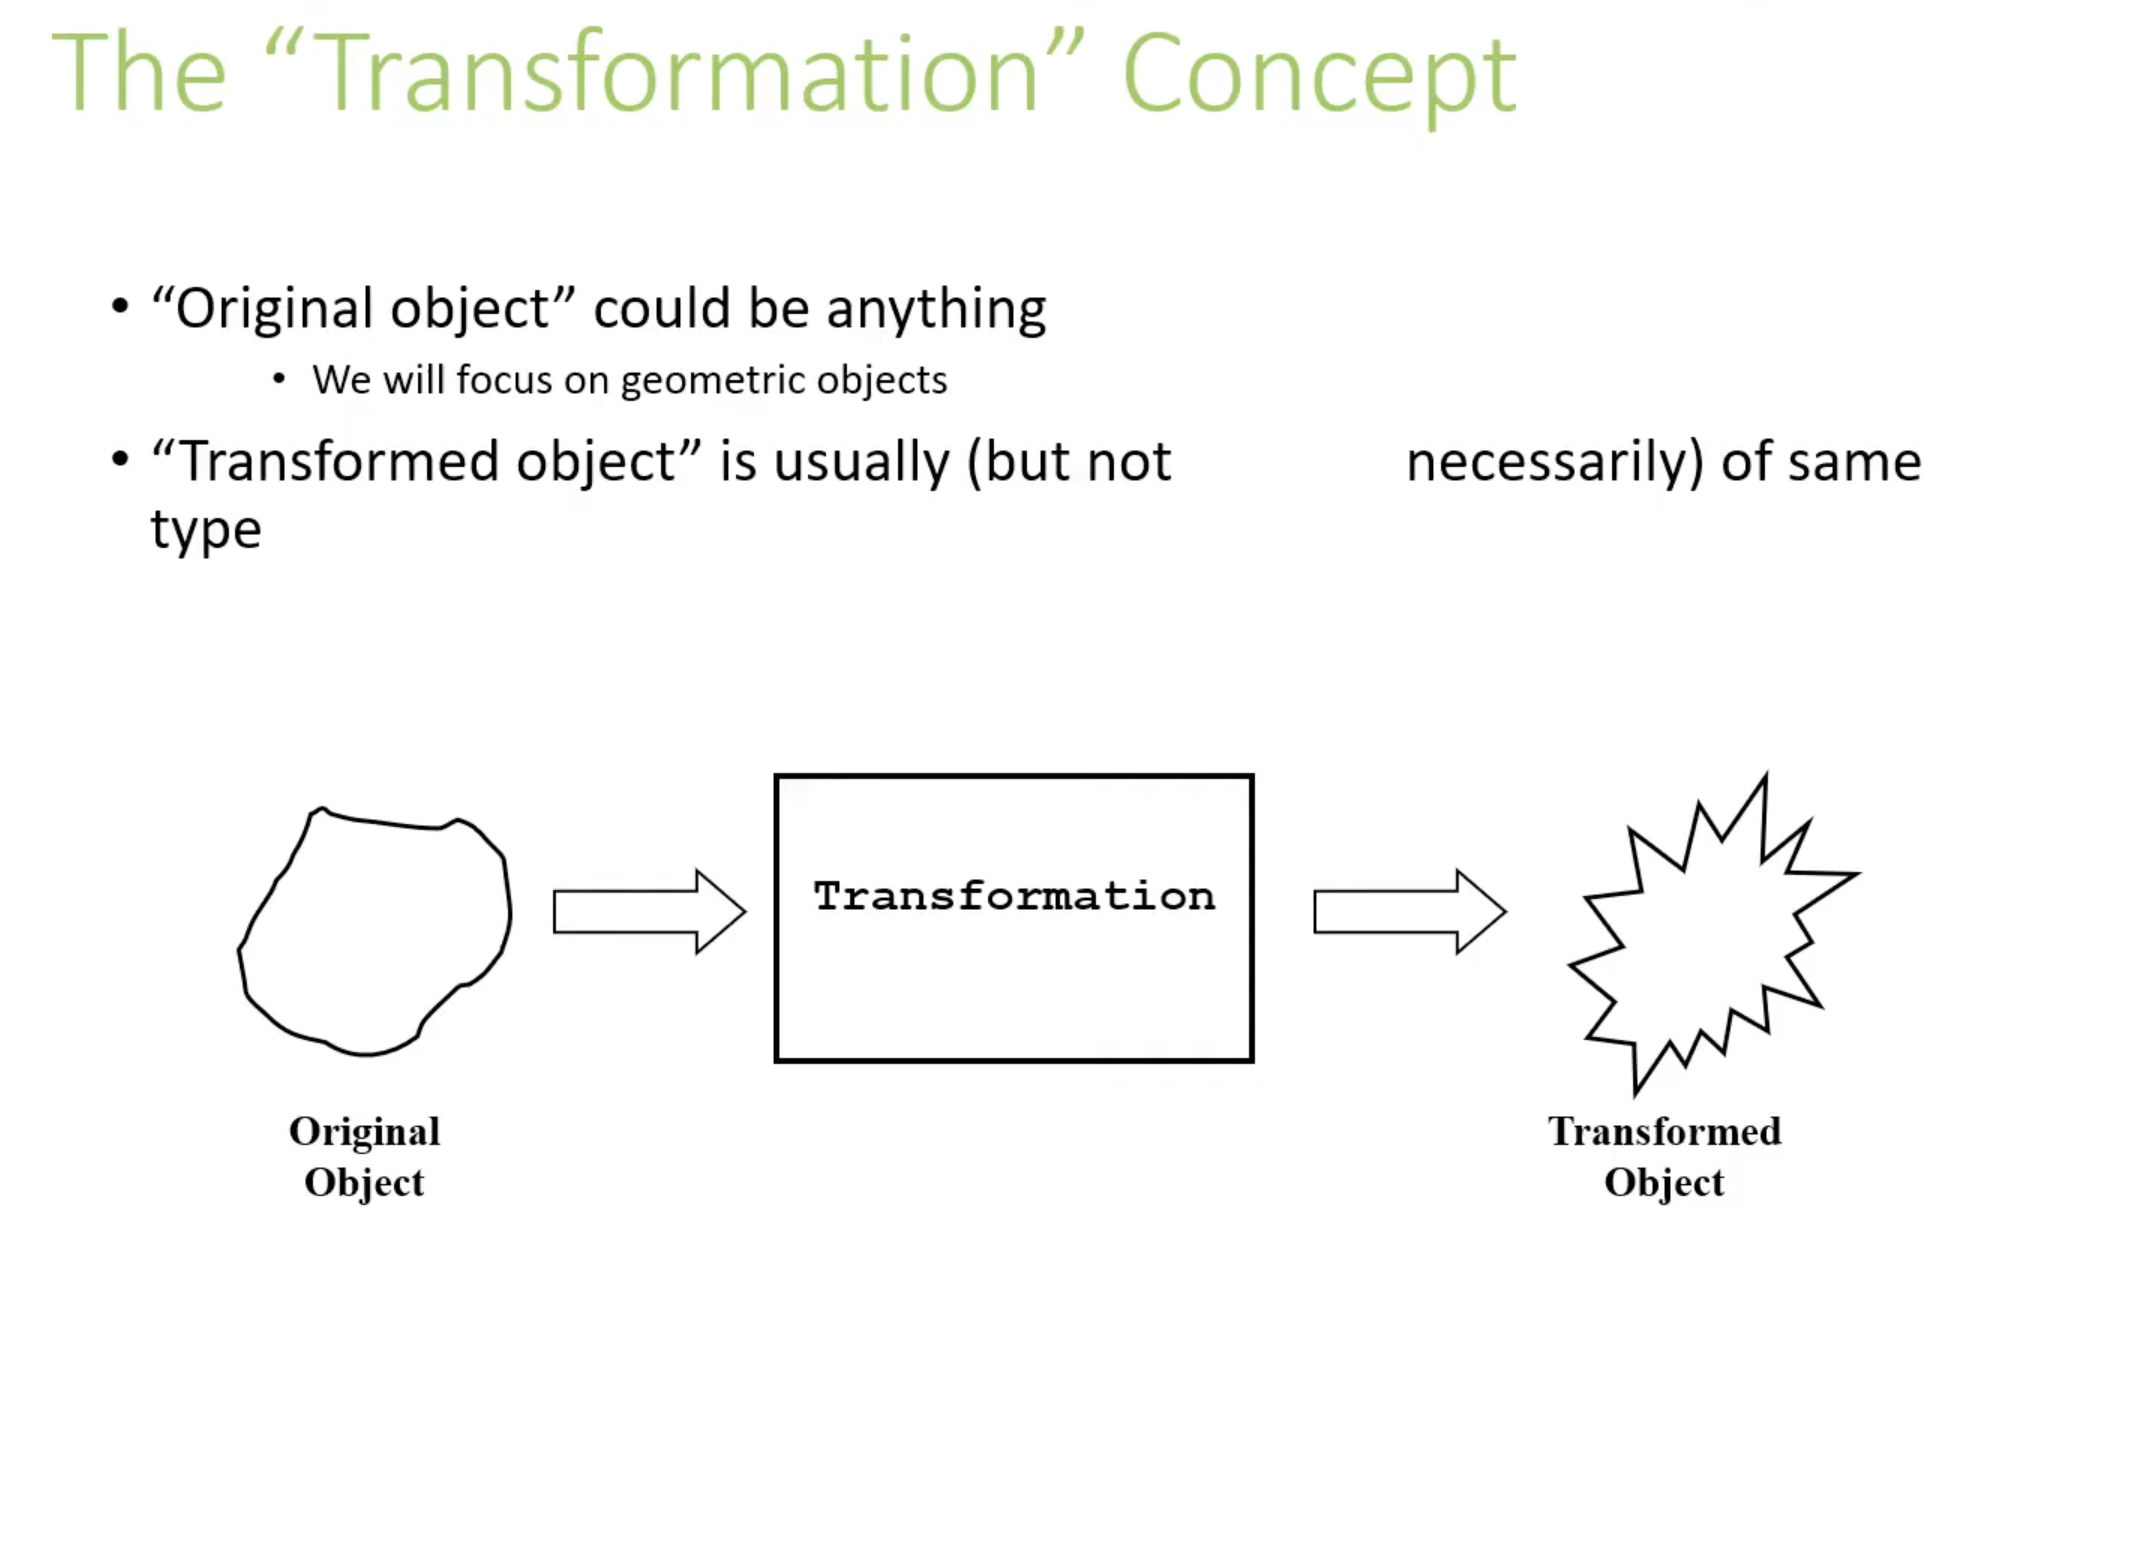 The “Transformation” Concept
• “Original object” could be anything
• We will focus on geometric objects
• “Transformed object” is usually (but not necessarily) of same
type
Transformation
Original
Object
Transformed
Object